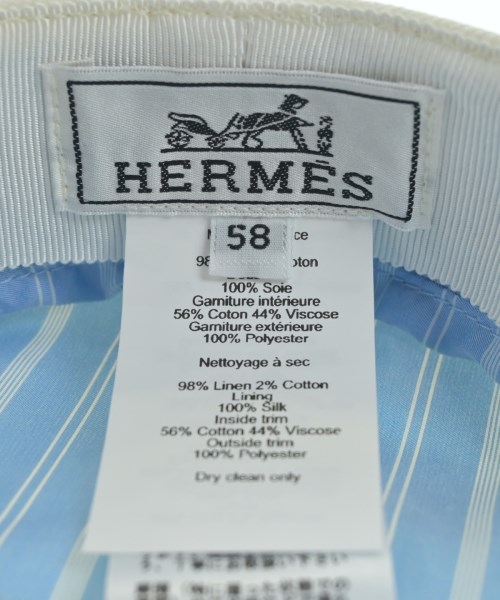 HERMÈS
58
100% Soie
Garniture intérieure
56% Coton 44% Viscose
Garniture extérieure
100% Polyester
Nettoyage à sec
98% Linen 2% Cotton
Lining
100% Silk
Inside trim
56% Cotton 44% Viscose
Outside trim
100% Polyester
Dry clean only